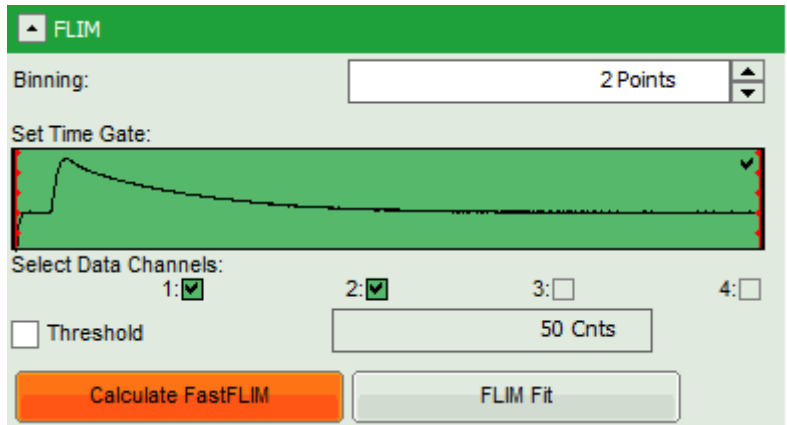 FLIM
Binning: 2 Points
Set Time Gate:
Select Data Channels:
1: 2: 3: 4:
Threshold 50 Cnts
Calculate FastFLIM FLIM Fit